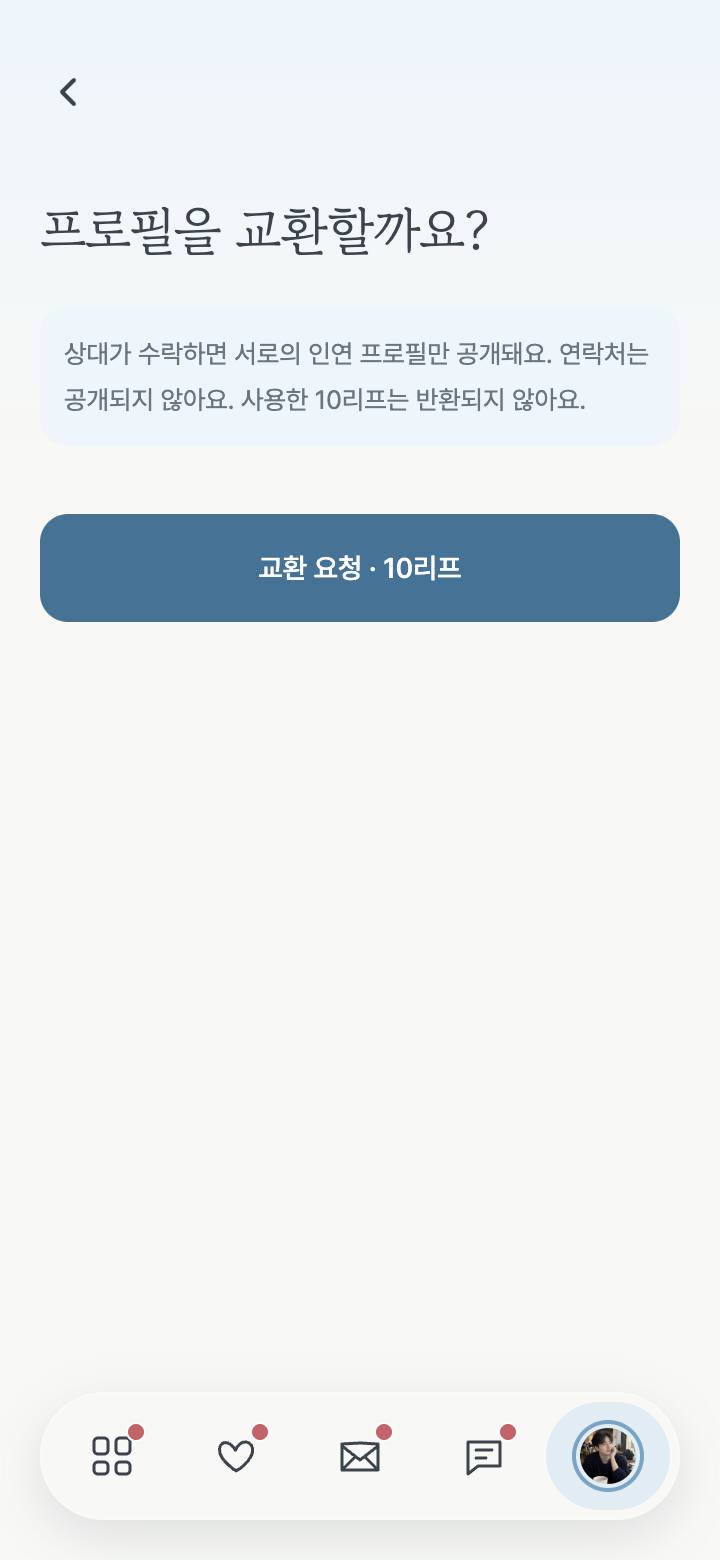 프로필을 교환할까요?
상대가 수락하면 서로의 인연 프로필만 공개돼요. 연락처는
공개되지 않아요. 사용한 10리프는 반환되지 않아요.
교환 요청 · 10리프